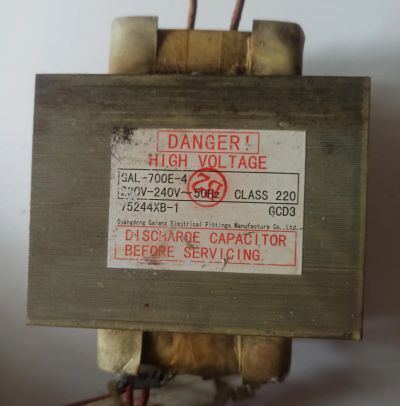 DANGER!
HIGH VOLTAGE
GAL-700E-4
220V-240V~50Hz CLASS 220
75244XB-1 GCD3
Guangdong Galanz Electrical Fittings Manufacture Co.,Ltd.
DISCHARGE CAPACITOR
BEFORE SERVICING.